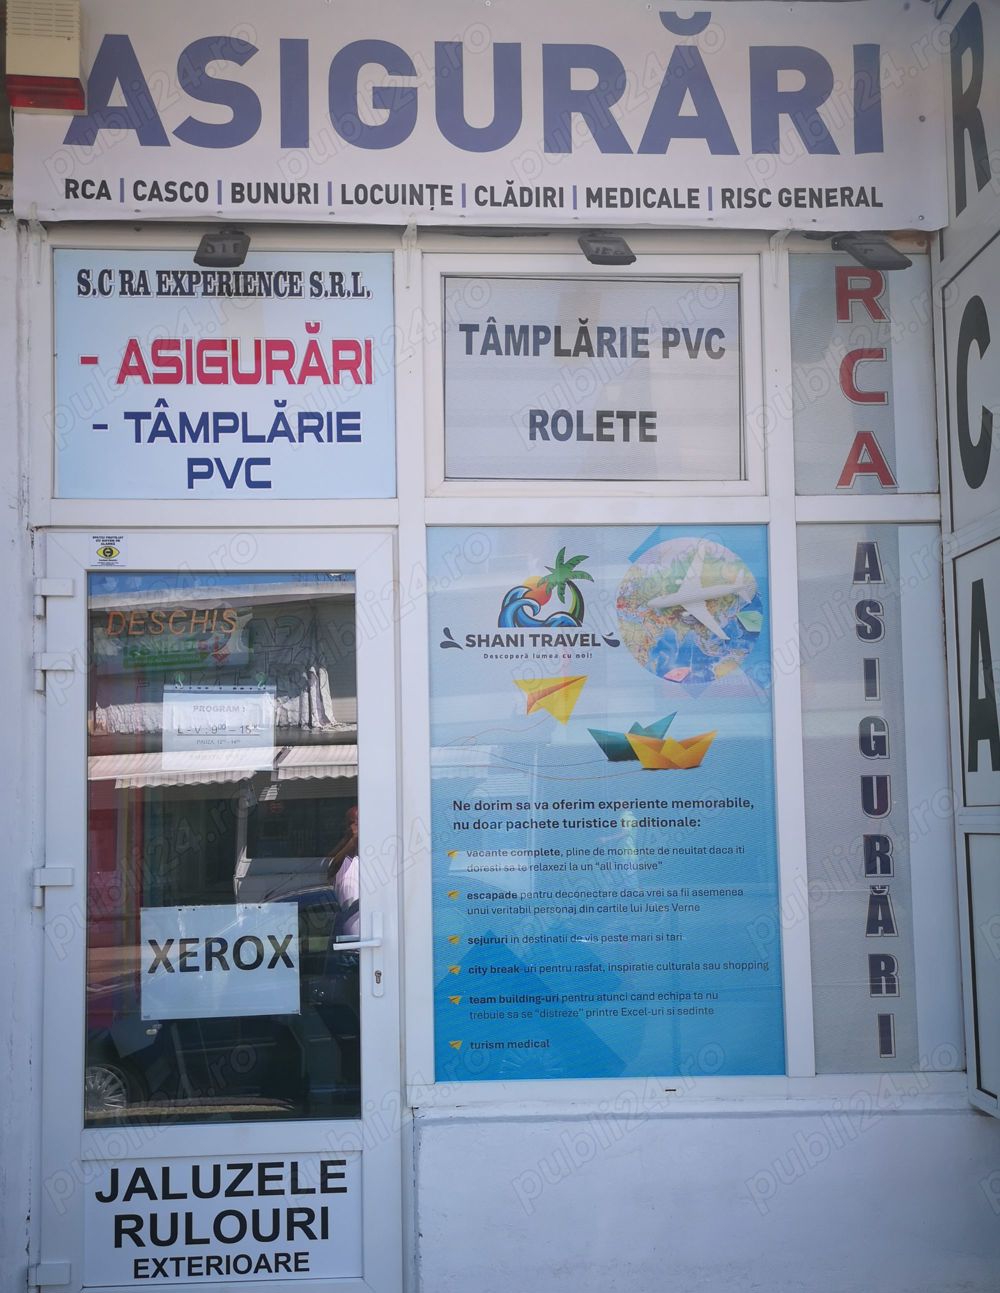 ASIGURĂRI
RCA | CASCO | BUNURI | LOCUINȚE | CLĂDIRI | MEDICALE | RISC GENERAL
S.C RA EXPERIENCE S.R.L.
- ASIGURĂRI
- TÂMPLĂRIE
PVC
TÂMPLĂRIE PVC
ROLETE
RCA
ASIGURĂRI
RCA
DESCHIS
PROGRAM :
XEROX
JALUZELE
RULOURI
EXTERIOARE
SHANI TRAVEL
Descoperă lumea cu noi!
Ne dorim sa va oferim experiente memorabile,
nu doar pachete turistice traditionale:
vacante complete, pline de momente de neuitat daca iti
doresti sa te relaxezi la un "all inclusive"
escapade pentru deconectare daca vrei sa fii asemenea
unui veritabil personaj din cartile lui Jules Verne
sejururi in destinatii de vis peste mari si tari
city break-uri pentru rasfat, inspiratie culturala sau shopping
team building-uri pentru atunci cand echipa ta nu
trebuie sa se "distreze" printre Excel-uri si sedinte
turism medical
publi24.ro